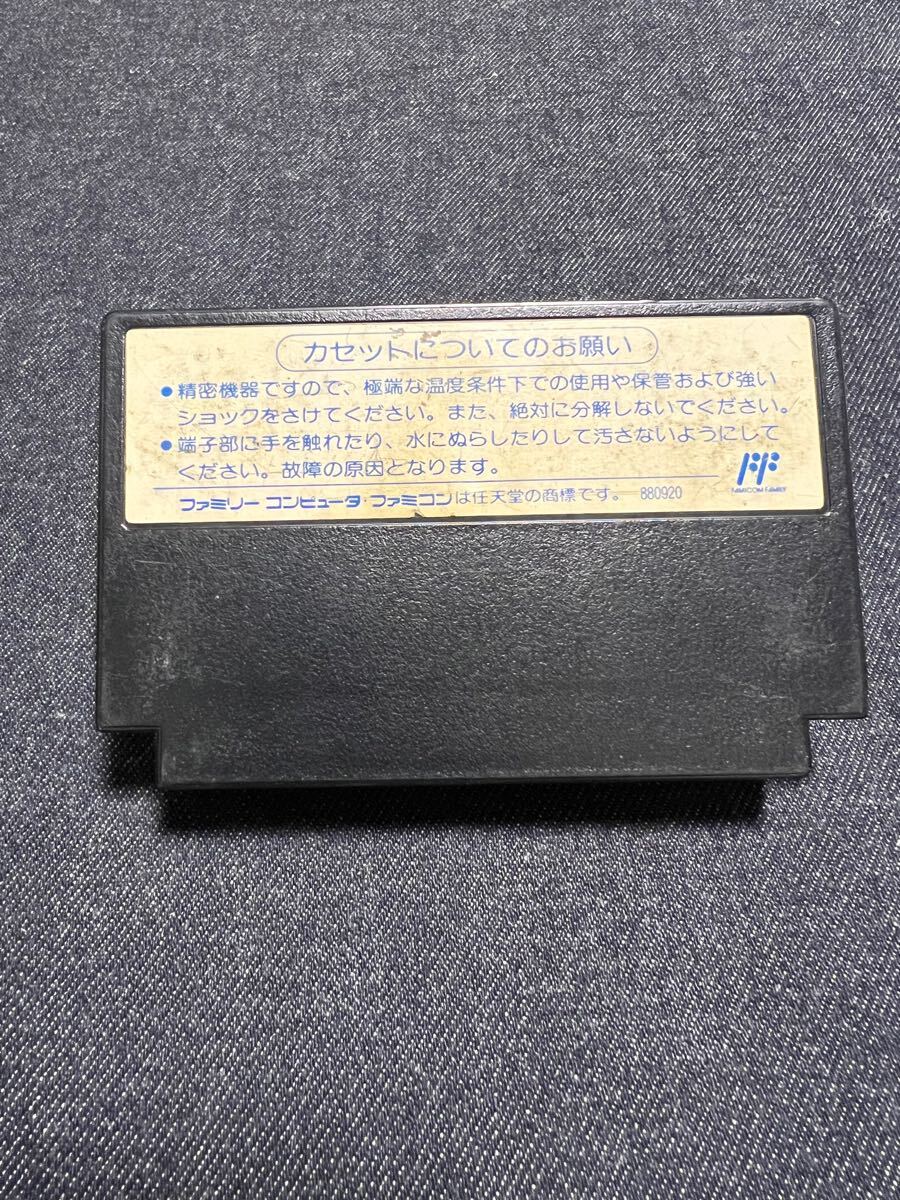 カセットについてのお願い
●精密機器ですので、極端な温度条件下での使用や保管および強い
ショックをさけてください。また、絶対に分解しないでください。
●端子部に手を触れたり、水にぬらしたりして汚さないようにして
ください。故障の原因となります。
FAMICOM FAMILY
ファミリーコンピュータ・ファミコンは任天堂の商標です。 880920